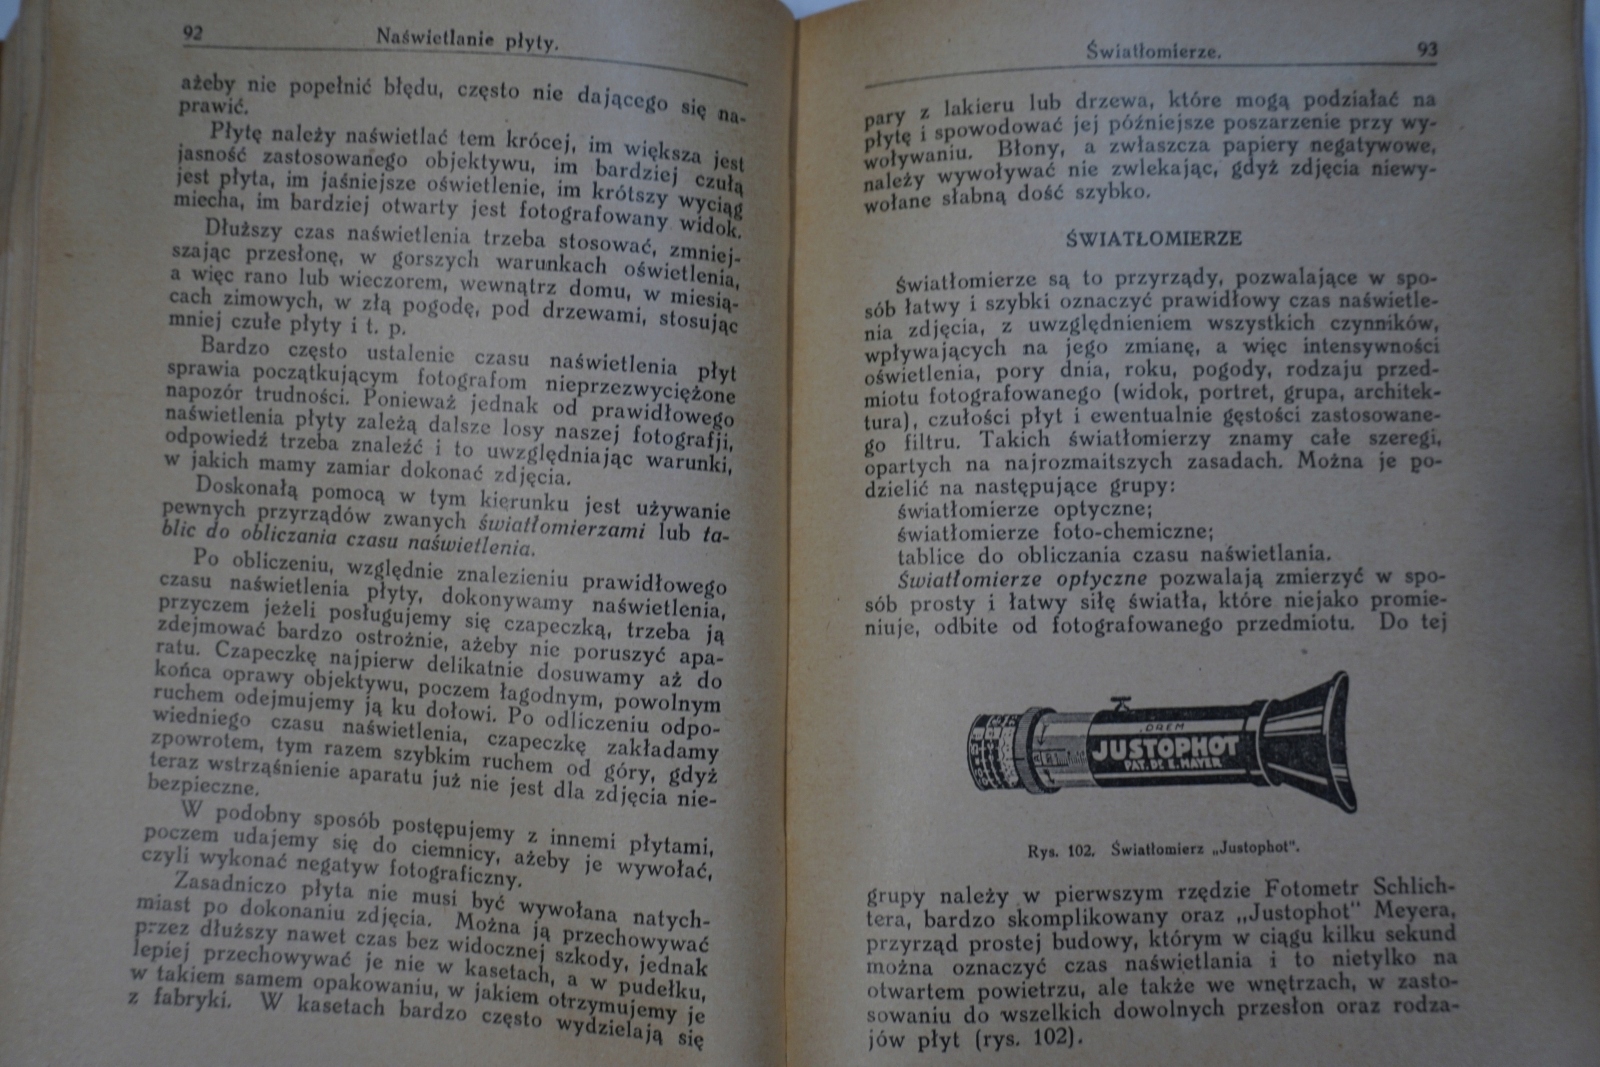 92
Naświetlanie płyty.
ażeby nie popełnić błędu, często nie dającego się na-
prawić.
Płytę należy naświetlać tem krócej, im większa jest
jasność zastosowanego objektywu, im bardziej czułą
jest płyta, im jaśniejsze oświetlenie, im krótszy wyciąg
miecha, im bardziej otwarty jest fotografowany widok.
Dłuższy czas naświetlenia trzeba stosować, zmniej-
szając przesłonę, w gorszych warunkach oświetlenia,
a więc rano lub wieczorem, wewnątrz domu, w miesią-
cach zimowych, w złą pogodę, pod drzewami, stosując
mniej czułe płyty i t. p.
Bardzo często ustalenie czasu naświetlenia płyt
sprawia początkującym fotografom nieprzezwyciężone
napozór trudności. Ponieważ jednak od prawidłowego
naświetlenia płyty zależą dalsze losy naszej fotografji,
odpowiedź trzeba znaleźć i to uwzględniając warunki,
w jakich mamy zamiar dokonać zdjęcia.
Doskonałą pomocą w tym kierunku jest używanie
pewnych przyrządów zwanych światłomierzami lub ta-
blic do obliczania czasu naświetlenia.
Po obliczeniu, względnie znalezieniu prawidłowego
czasu naświetlenia płyty, dokonywamy naświetlenia,
przyczem jeżeli posługujemy się czapeczką, trzeba ją
zdejmować bardzo ostrożnie, ażeby nie poruszyć apa-
ratu. Czapeczkę najpierw delikatnie dosuwamy aż do
końca oprawy objektywu, poczem łagodnym, powolnym
ruchem odejmujemy ją ku dołowi. Po odliczeniu odpo-
wiedniego czasu naświetlenia, czapeczkę zakładamy
zpowrotem, tym razem szybkim ruchem od góry, gdyż
teraz wstrząśnienie aparatu już nie jest dla zdjęcia nie-
bezpieczne.
W podobny sposób postępujemy z innemi płytami,
poczem udajemy się do ciemnicy, ażeby je wywołać,
czyli wykonać negatyw fotograficzny.
Zasadniczo płyta nie musi być wywołana natych-
miast po dokonaniu zdjęcia. Można ją przechowywać
przez dłuższy nawet czas bez widocznej szkody, jednak
lepiej przechowywać je nie w kasetach, a w pudełku,
w takiem samem opakowaniu, w jakiem otrzymujemy je
z fabryki. W kasetach bardzo często wydzielają się
Światłomierze.
93
pary z lakieru lub drzewa, które mogą podziałać na
płytę i spowodować jej późniejsze poszarzenie przy wy-
woływaniu. Błony, a zwłaszcza papiery negatywowe,
należy wywoływać nie zwlekając, gdyż zdjęcia niewy-
wołane słabną dość szybko.
ŚWIATŁOMIERZE
Światłomierze są to przyrządy, pozwalające w spo-
sób łatwy i szybki oznaczyć prawidłowy czas naświetle-
nia zdjęcia, z uwzględnieniem wszystkich czynników,
wpływających na jego zmianę, a więc intensywności
oświetlenia, pory dnia, roku, pogody, rodzaju przed-
miotu fotografowanego (widok, portret, grupa, architek-
tura), czułości płyt i ewentualnie gęstości zastosowane-
go filtru. Takich światłomierzy znamy całe szeregi,
opartych na najrozmaitszych zasadach. Można je po-
dzielić na następujące grupy:
światłomierze optyczne;
światłomierze foto-chemiczne;
tablice do obliczania czasu naświetlania.
Światłomierze optyczne pozwalają zmierzyć w spo-
sób prosty i łatwy siłę światła, które niejako promie-
niuje, odbite od fotografowanego przedmiotu. Do tej
DREM
JUSTOPHOT
PAT. Dr. E. MAYER
Rys. 102. Światłomierz „Justophot".
grupy należy w pierwszym rzędzie Fotometr Schlich-
tera, bardzo skomplikowany oraz „Justophot" Meyera,
przyrząd prostej budowy, którym w ciągu kilku sekund
można oznaczyć czas naświetlania i to nietylko na
otwartem powietrzu, ale także we wnętrzach, w zasto-
sowaniu do wszelkich dowolnych przesłon oraz rodza-
jów płyt (rys. 102).